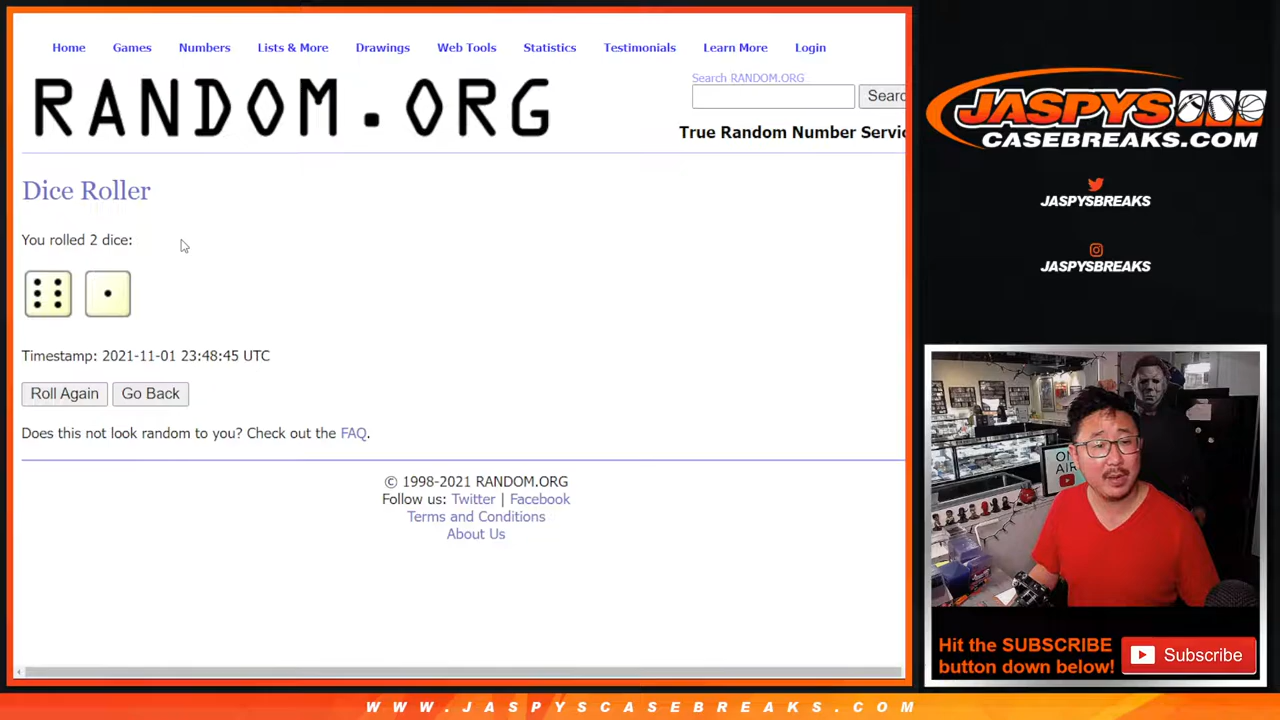 Home Games Numbers Lists & More Drawings Web Tools Statistics Testimonials Learn More Login
RANDOM.ORG
Search RANDOM.ORG
Searc
True Random Number Servic
Dice Roller
You rolled 2 dice:
Timestamp: 2021-11-01 23:48:45 UTC
Roll Again Go Back
Does this not look random to you? Check out the FAQ.
© 1998-2021 RANDOM.ORG
Follow us: Twitter | Facebook
Terms and Conditions
About Us
JASPYS
CASEBREAKS.COM
JASPYSBREAKS
JASPYSBREAKS
ON
AIR
Hit the SUBSCRIBE
button down below!
Subscribe
WWW.JASPYSCASEBREAKS.COM